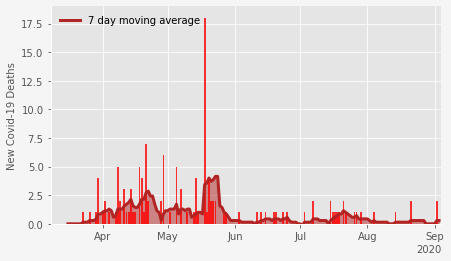 7 day moving average
New Covid-19 Deaths
17.5
15.0
12.5
10.0
7.5
5.0
2.5
0.0
Apr
May
Jun
Jul
Aug
Sep
2020